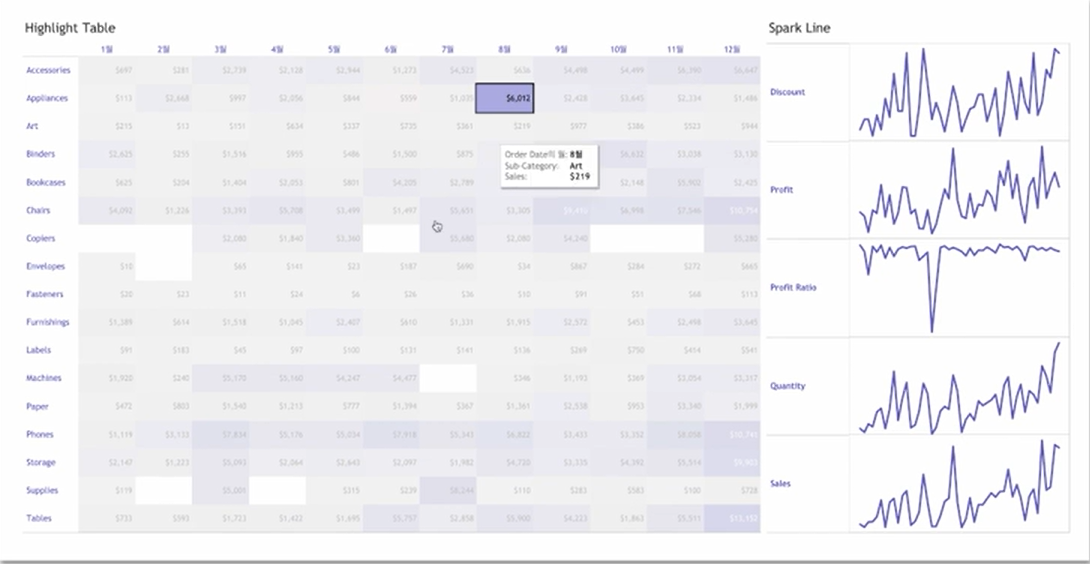 Highlight Table
Spark Line
1월 2월 3월 4월 5월 6월 7월 8월 9월 10월 11월 12월
Accessories $697 $281 $2,739 $2,128 $2,944 $1,273 $4,523 $636 $4,498 $4,499 $6,390 $6,647
Appliances $113 $2,668 $997 $2,056 $844 $559 $6,012 $2,428 $3,645 $2,334 $1,486
Art $215 $13 $151 $634 $337 $735 $361 $219 $977 $386 $523 $944
Binders $2,625 $255 $1,516 $955 $486 $1,500 $875 $6,632 $3,038 $3,130
Order Date의 월: 8월
Sub-Category: Art
Sales: $219
Bookcases $625 $204 $1,404 $2,053 $801 $4,205 $2,789 $2,148 $5,902 $2,425
Chairs $4,092 $1,226 $3,393 $5,708 $3,499 $1,497 $5,651 $3,305 $6,998 $7,546 $10,754
Copiers $2,080 $1,840 $3,360 $5,680 $2,080 $4,240 $5,280
Envelopes $10 $65 $141 $23 $187 $690 $34 $867 $284 $272 $665
Fasteners $20 $23 $11 $24 $6 $26 $36 $10 $91 $51 $68 $113
Furnishings $1,389 $614 $1,518 $1,045 $2,407 $610 $1,331 $1,915 $2,572 $453 $2,498 $3,645
Labels $91 $183 $45 $97 $100 $131 $141 $136 $269 $750 $414 $541
Machines $1,920 $240 $5,170 $5,160 $4,247 $4,477 $346 $1,193 $369 $3,054 $3,317
Paper $472 $803 $1,540 $1,213 $777 $1,394 $367 $1,361 $2,538 $953 $3,340 $1,999
Phones $1,119 $3,133 $7,834 $5,176 $5,034 $7,918 $5,343 $6,822 $3,433 $3,352 $8,058 $10,741
Storage $2,147 $1,223 $5,093 $2,064 $2,643 $2,097 $1,982 $4,720 $3,335 $4,392 $5,514
Supplies $119 $5,001 $315 $239 $8,244 $110 $283 $583 $100 $728
Tables $733 $593 $1,723 $1,422 $1,695 $5,757 $2,858 $5,900 $4,223 $1,863 $5,511 $13,152
Discount
Profit
Profit Ratio
Quantity
Sales